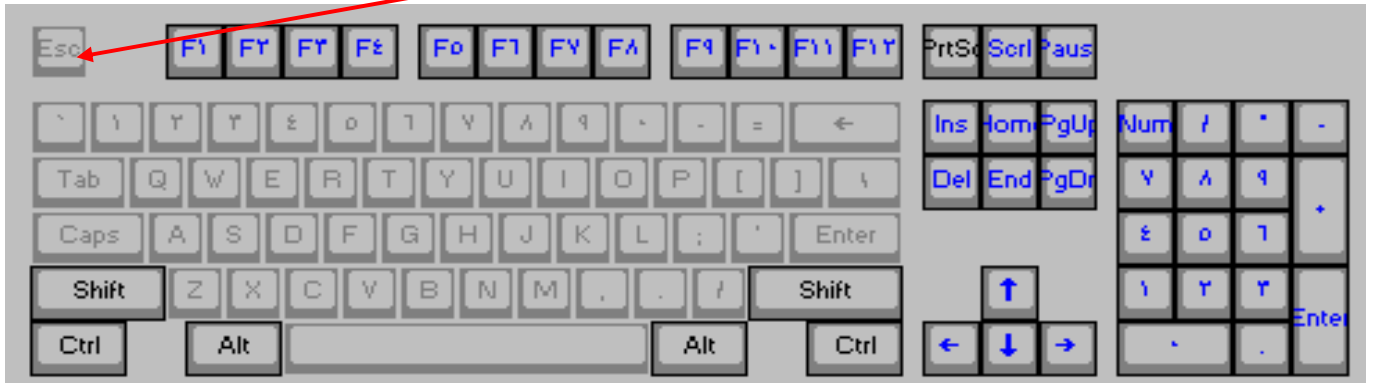 Esc F١ F٢ F٣ F٤ F٥ F٦ F٧ F٨ F٩ F١٠ F١١ F١٢ PrtSc Scrl Paus
` ١ ٢ ٣ ٤ ٥ ٦ ٧ ٨ ٩ ٠ - = ← Ins Hom PgUp Num / * -
Tab Q W E R T Y U I O P [ ] \ Del End PgDn ٧ ٨ ٩ +
Caps A S D F G H J K L ; ' Enter ٤ ٥ ٦
Shift Z X C V B N M , . / Shift ↑ ١ ٢ ٣ Enter
Ctrl Alt Alt Ctrl ← ↓ → ٠ .